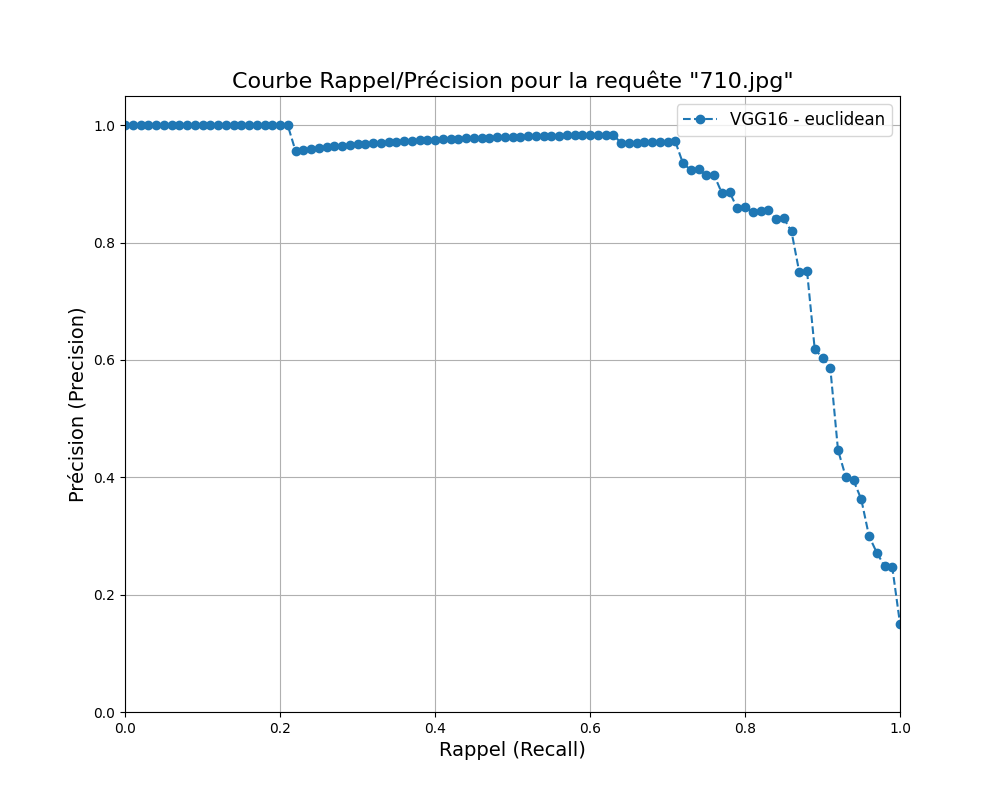 Courbe Rappel/Précision pour la requête "710.jpg"
VGG16 - euclidean
Précision (Precision)
1.0
0.8
0.6
0.4
0.2
0.0
0.0 0.2 0.4 0.6 0.8 1.0
Rappel (Recall)